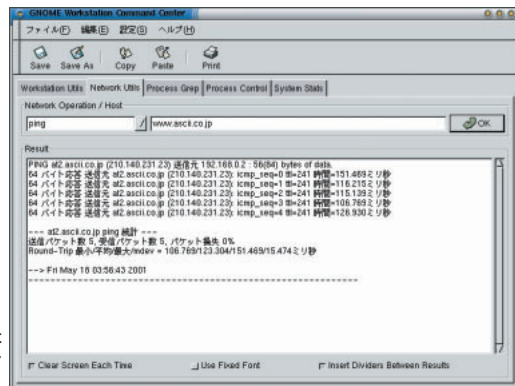 GNOME Workstation Command Center
ファイル(F) 編集(E) 設定(S) ヘルプ(H)
Save Save As Copy Paste Print
Workstation Utils Network Utils Process Grep Process Control System Stats
Network Operation / Host
ping www.ascii.co.jp OK
Result
PING at2.ascii.co.jp (210.140.231.23) 送信元 192.168.0.2 : 56(84) bytes of data.
64 バイト応答 送信元 at2.ascii.co.jp (210.140.231.23): icmp_seq=0 ttl=241 時間=151.469ミリ秒
64 バイト応答 送信元 at2.ascii.co.jp (210.140.231.23): icmp_seq=1 ttl=241 時間=116.215ミリ秒
64 バイト応答 送信元 at2.ascii.co.jp (210.140.231.23): icmp_seq=2 ttl=241 時間=115.139ミリ秒
64 バイト応答 送信元 at2.ascii.co.jp (210.140.231.23): icmp_seq=3 ttl=241 時間=106.769ミリ秒
64 バイト応答 送信元 at2.ascii.co.jp (210.140.231.23): icmp_seq=4 ttl=241 時間=126.930ミリ秒
--- at2.ascii.co.jp ping 統計 ---
送信パケット数 5, 受信パケット数 5, パケット損失 0%
Round-Trip 最小/平均/最大/mdev = 106.769/123.304/151.469/15.474ミリ秒
--> Fri May 18 03:56:43 2001
Clear Screen Each Time Use Fixed Font Insert Dividers Between Results